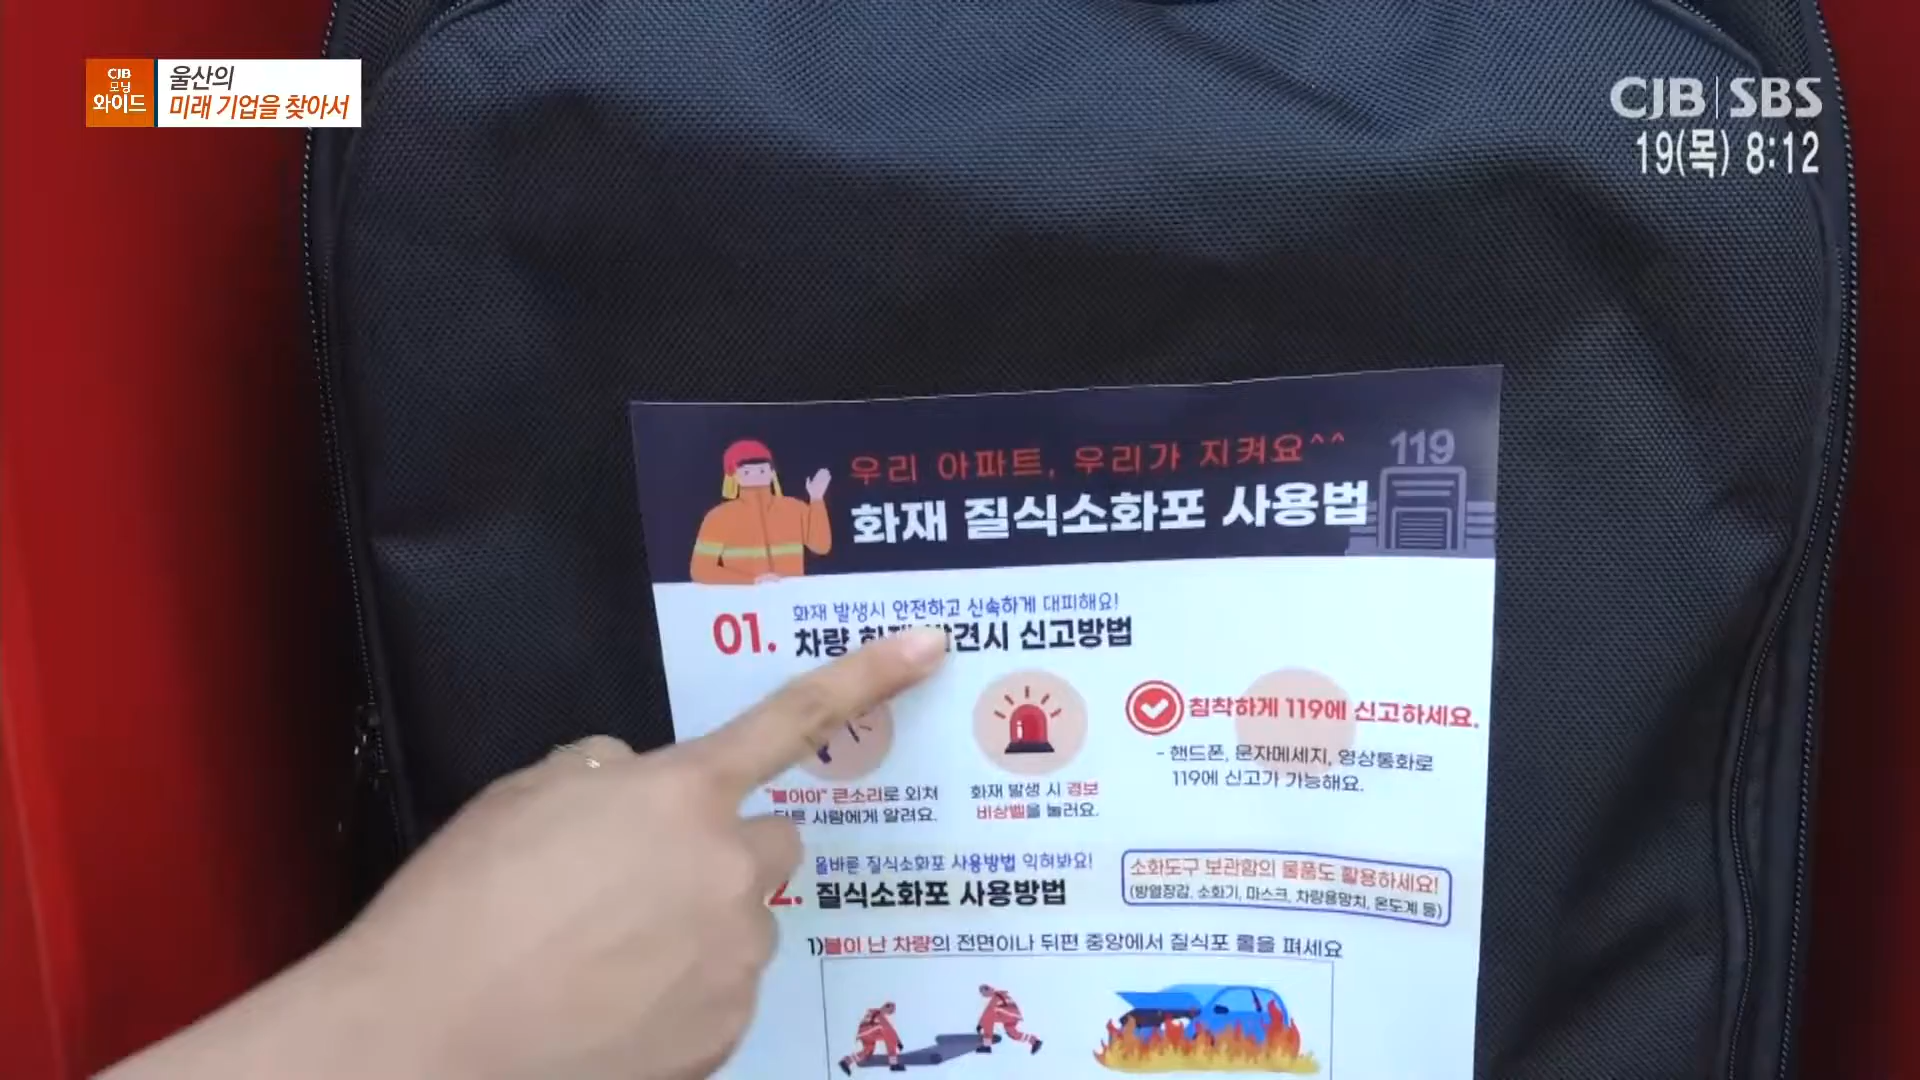 CJB
모닝
와이드
울산의
미래 기업을 찾아서
CJB SBS
19(목) 8:12
우리 아파트, 우리가 지켜요^^
화재 질식소화포 사용법
119
01.
화재 발생시 안전하고 신속하게 대피해요!
차량 견시 신고방법
"불이야" 큰소리로 외쳐
사람에게 알려요.
화재 발생 시 경보
비상벨을 눌러요.
침착하게 119에 신고하세요.
- 핸드폰, 문자메세지, 영상통화로
119에 신고가 가능해요.
2.
올바른 질식소화포 사용방법 익혀봐요!
질식소화포 사용방법
소화도구 보관함의 물품도 활용하세요!
(방열장갑, 소화기, 마스크, 차량용망치, 온도계 등)
1)불이 난 차량의 전면이나 뒤편 중앙에서 질식포 롤을 펴세요